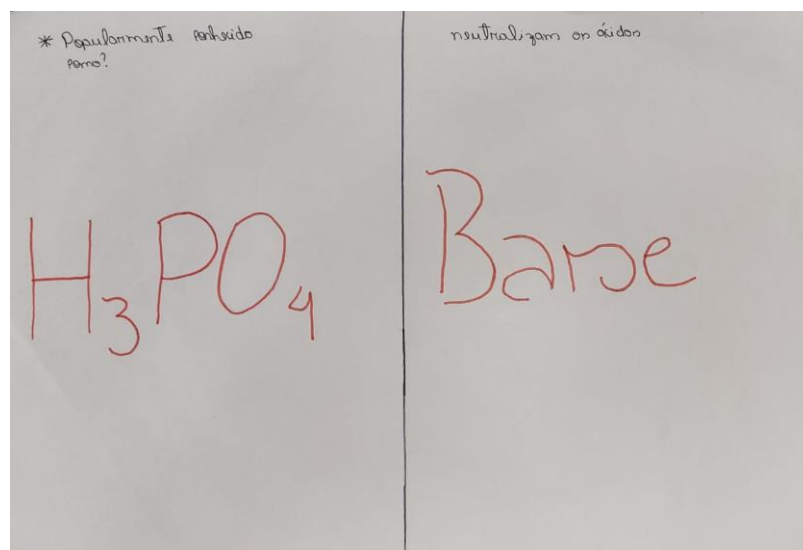 * Popularmente conhecido
como?
H₃PO₄
neutralizam os ácidos
Base